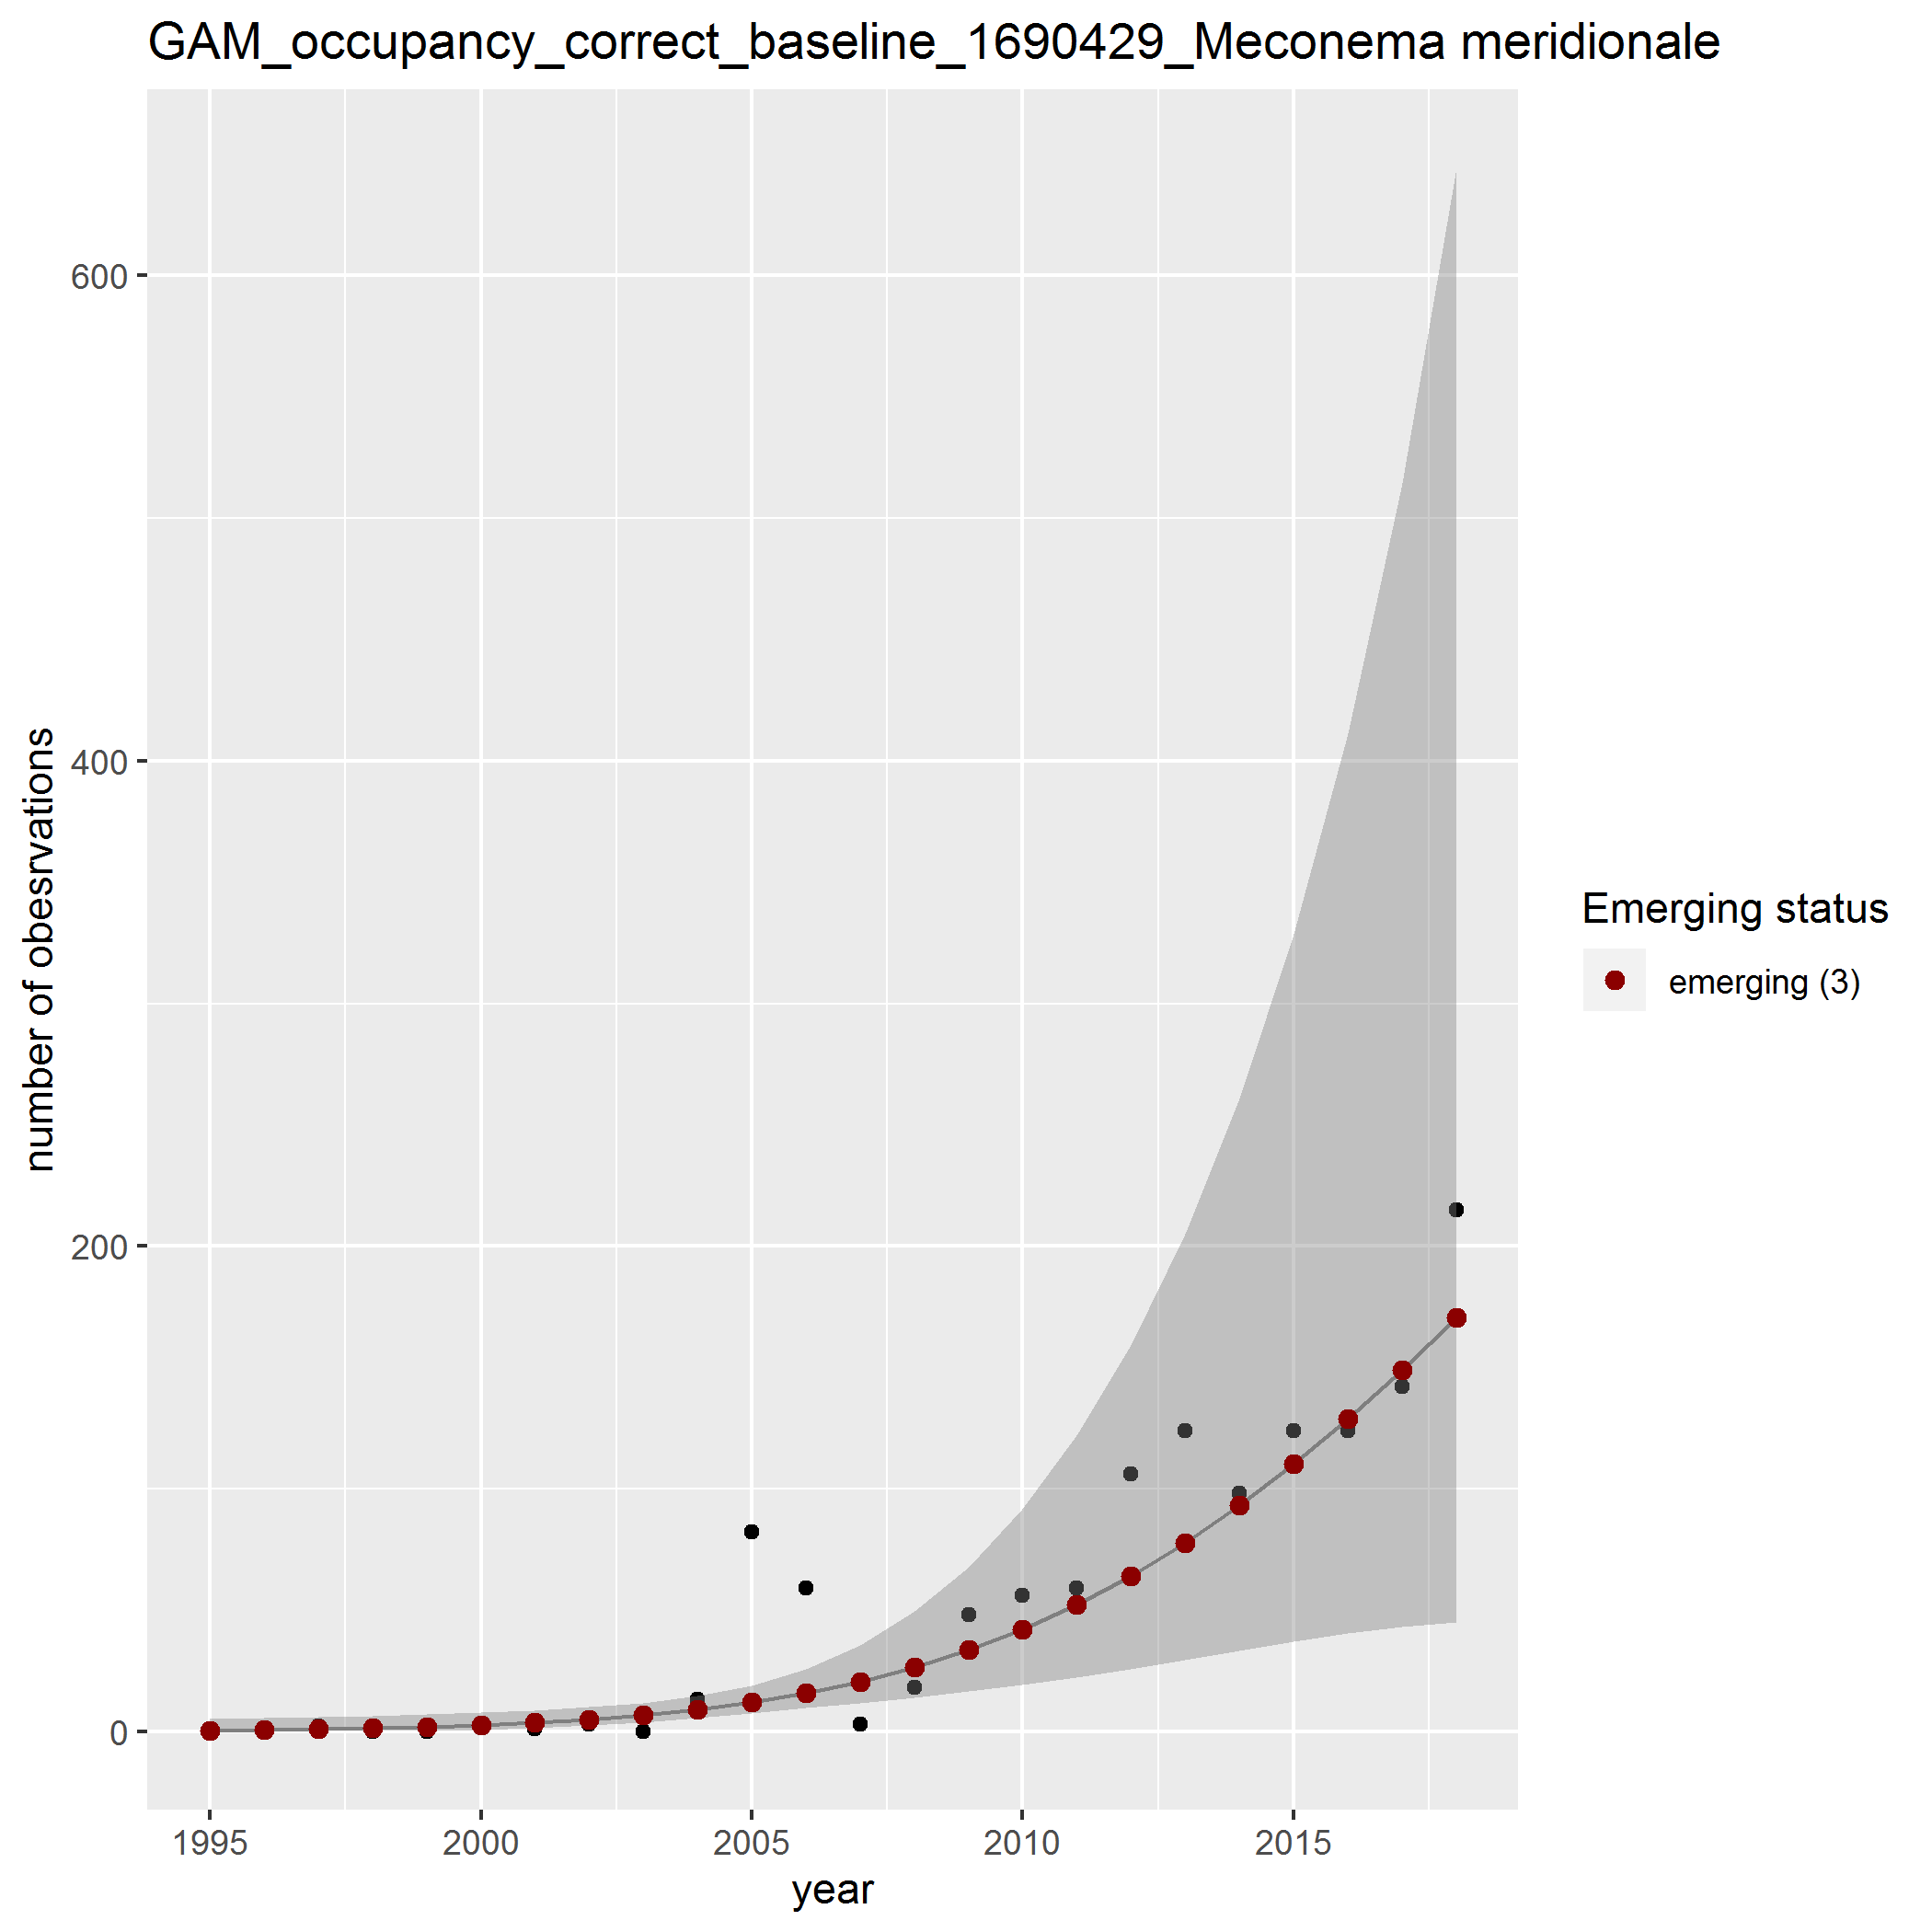 GAM_occupancy_correct_baseline_1690429_Meconema meridionale
600
400
200
0
number of obesrvations
1995 2000 2005 2010 2015
year
Emerging status
emerging (3)